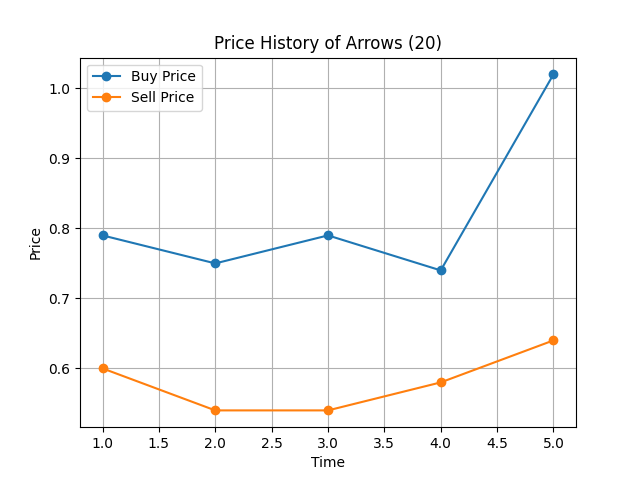 Price History of Arrows (20)
Buy Price
Sell Price
1.0
0.9
0.8
0.7
0.6
Price
1.0 1.5 2.0 2.5 3.0 3.5 4.0 4.5 5.0
Time